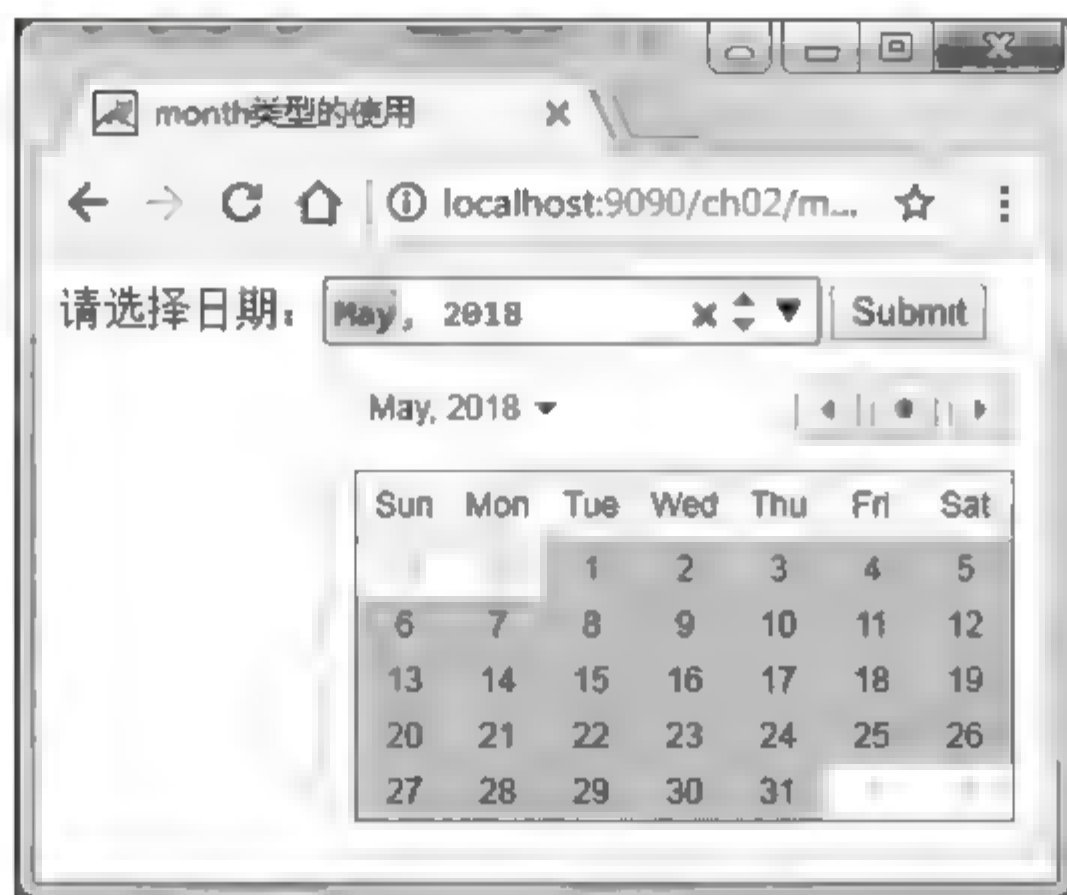 month类型的使用
localhost:9090/ch02/m...
请选择日期: May, 2018 Submit
May, 2018
Sun Mon Tue Wed Thu Fri Sat
1 2 3 4 5
6 7 8 9 10 11 12
13 14 15 16 17 18 19
20 21 22 23 24 25 26
27 28 29 30 31